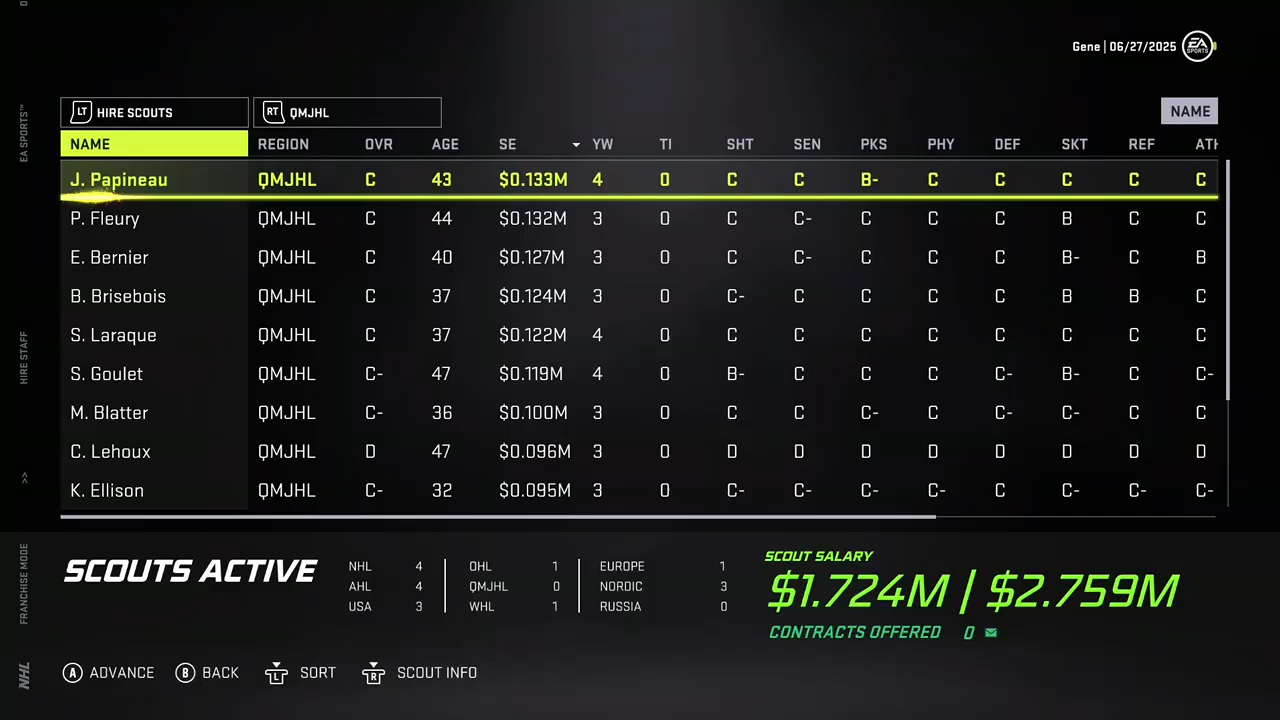 Gene | 06/27/2025 EA SPORTS
LT HIRE SCOUTS RT QMJHL NAME
NAME REGION OVR AGE SE YW TI SHT SEN PKS PHY DEF SKT REF ATH
J. Papineau QMJHL C 43 $0.133M 4 0 C C B- C C C C C
P. Fleury QMJHL C 44 $0.132M 3 0 C C- C C C B C C
E. Bernier QMJHL C 40 $0.127M 3 0 C C- C C C B- C B
B. Brisebois QMJHL C 37 $0.124M 3 0 C- C C C C B B C
S. Laraque QMJHL C 37 $0.122M 4 0 C C C C C C C C
S. Goulet QMJHL C- 47 $0.119M 4 0 B- C C C C- B- C C-
M. Blatter QMJHL C- 36 $0.100M 3 0 C C C- C C- C- C C
C. Lehoux QMJHL D 47 $0.096M 3 0 D D D D D D D D
K. Ellison QMJHL C- 32 $0.095M 3 0 C- C- C- C- C C- C- C-
SCOUTS ACTIVE
NHL 4 OHL 1 EUROPE 1
AHL 4 QMJHL 0 NORDIC 3
USA 3 WHL 1 RUSSIA 0
SCOUT SALARY
$1.724M | $2.759M
CONTRACTS OFFERED 0
A ADVANCE B BACK L SORT R SCOUT INFO
EA SPORTS™
HIRE STAFF
>>
FRANCHISE MODE
NHL